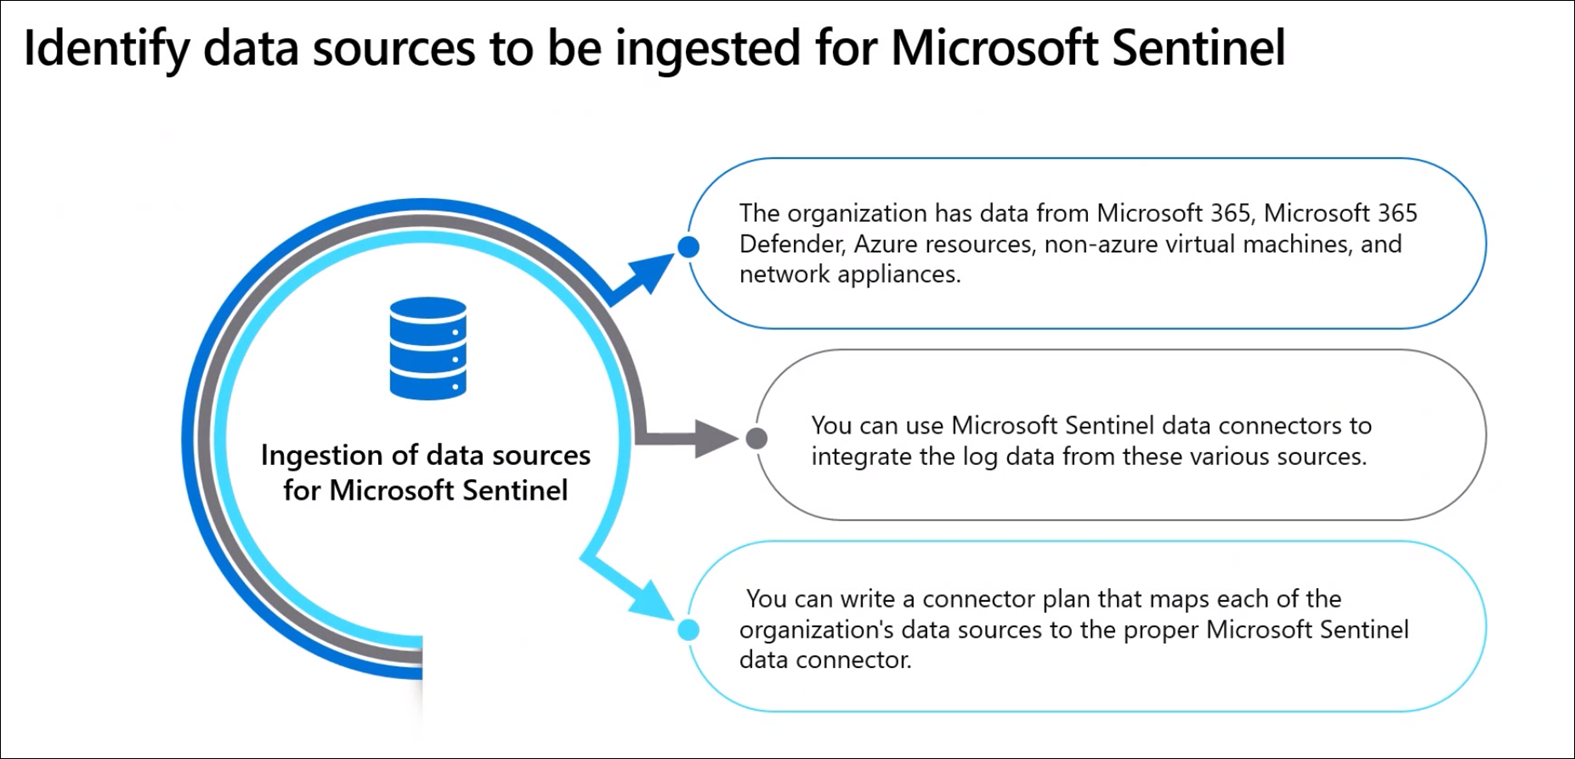 Identify data sources to be ingested for Microsoft Sentinel
Ingestion of data sources
for Microsoft Sentinel
The organization has data from Microsoft 365, Microsoft 365
Defender, Azure resources, non-azure virtual machines, and
network appliances.
You can use Microsoft Sentinel data connectors to
integrate the log data from these various sources.
You can write a connector plan that maps each of the
organization's data sources to the proper Microsoft Sentinel
data connector.